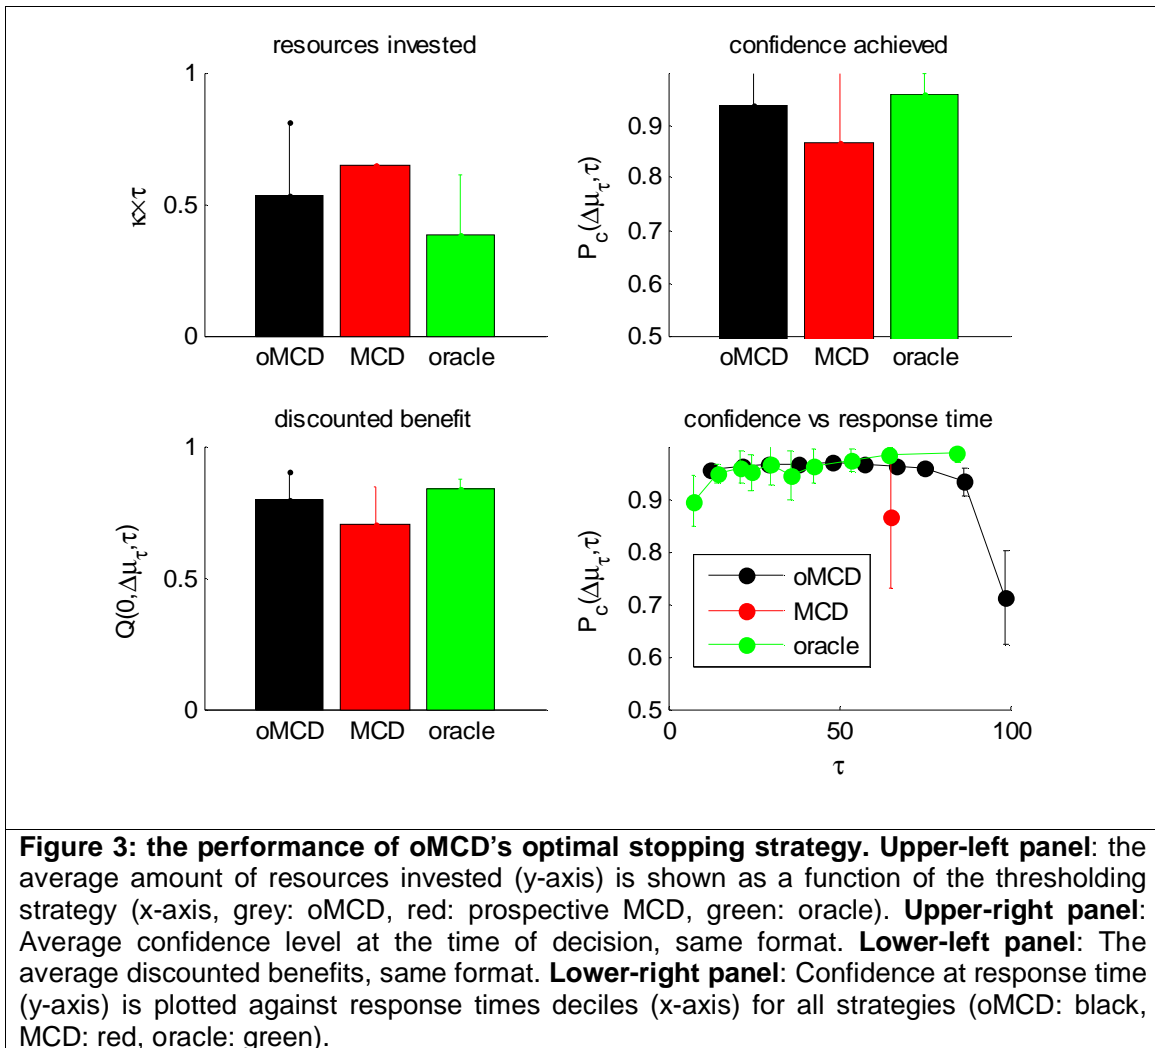 resources invested
1
0.5
0
κ×τ
oMCD MCD oracle
confidence achieved
0.9
0.8
0.7
0.6
0.5
P_c(Δμ_τ,τ)
oMCD MCD oracle
discounted benefit
1
0.5
0
Q(0,Δμ_τ,τ)
oMCD MCD oracle
confidence vs response time
0.9
0.8
0.7
0.6
0.5
P_c(Δμ_τ,τ)
oMCD
MCD
oracle
0 50 100
τ
Figure 3: the performance of oMCD’s optimal stopping strategy. Upper-left panel: the
average amount of resources invested (y-axis) is shown as a function of the thresholding
strategy (x-axis, grey: oMCD, red: prospective MCD, green: oracle). Upper-right panel:
Average confidence level at the time of decision, same format. Lower-left panel: The
average discounted benefits, same format. Lower-right panel: Confidence at response time
(y-axis) is plotted against response times deciles (x-axis) for all strategies (oMCD: black,
MCD: red, oracle: green).